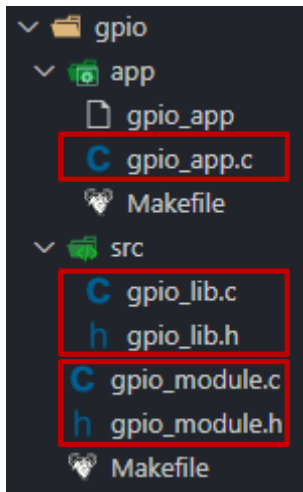 gpio
app
gpio_app
C gpio_app.c
Makefile
src
C gpio_lib.c
h gpio_lib.h
C gpio_module.c
h gpio_module.h
Makefile